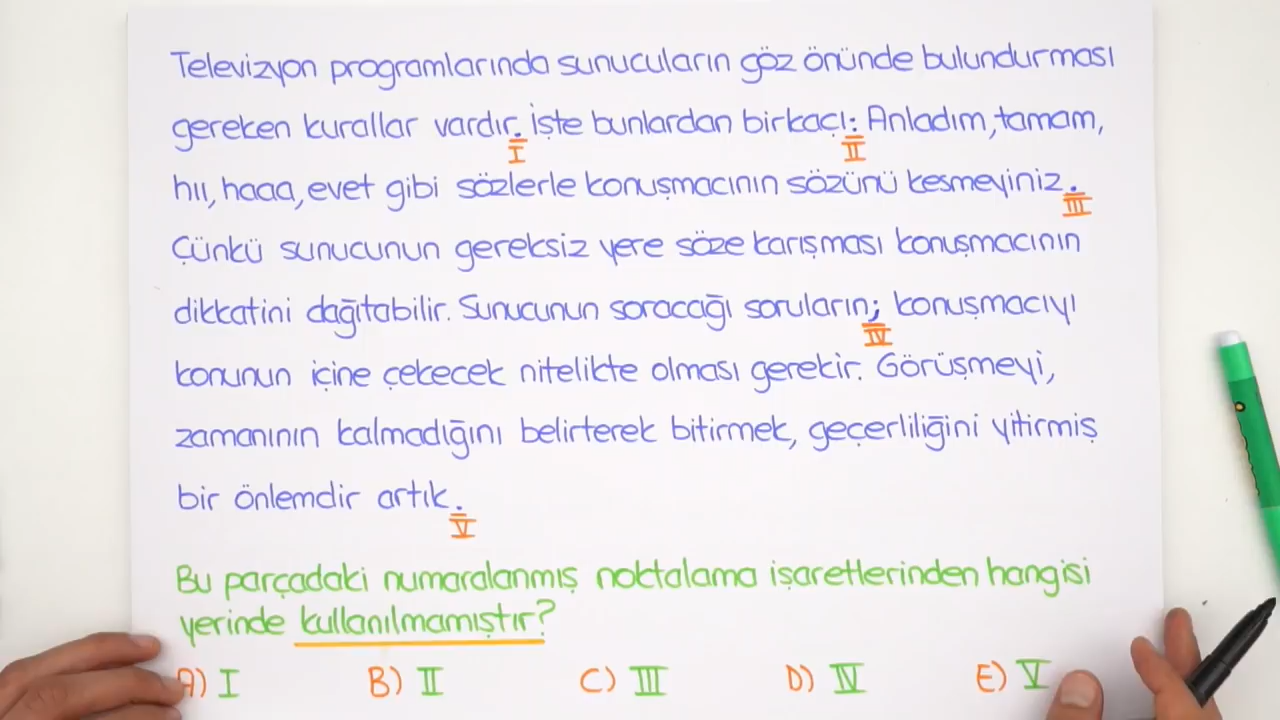 Televizyon programlarında sunucuların göz önünde bulundurması
gereken kurallar vardır. İşte bunlardan birkaçı: Anladım, tamam,
I II
hıı, haaa, evet gibi sözlerle konuşmacının sözünü kesmeyiniz.
III
Çünkü sunucunun gereksiz yere söze karışması konuşmacının
dikkatini dağıtabilir. Sunucunun soracağı soruların; konuşmacıyı
IV
konunun içine çekecek nitelikte olması gerekir. Görüşmeyi,
zamanının kalmadığını belirterek bitirmek, geçerliliğini yitirmiş
bir önlemdir artık.
V
Bu parçadaki numaralanmış noktalama işaretlerinden hangisi
yerinde kullanılmamıştır?
A) I B) II C) III D) IV E) V